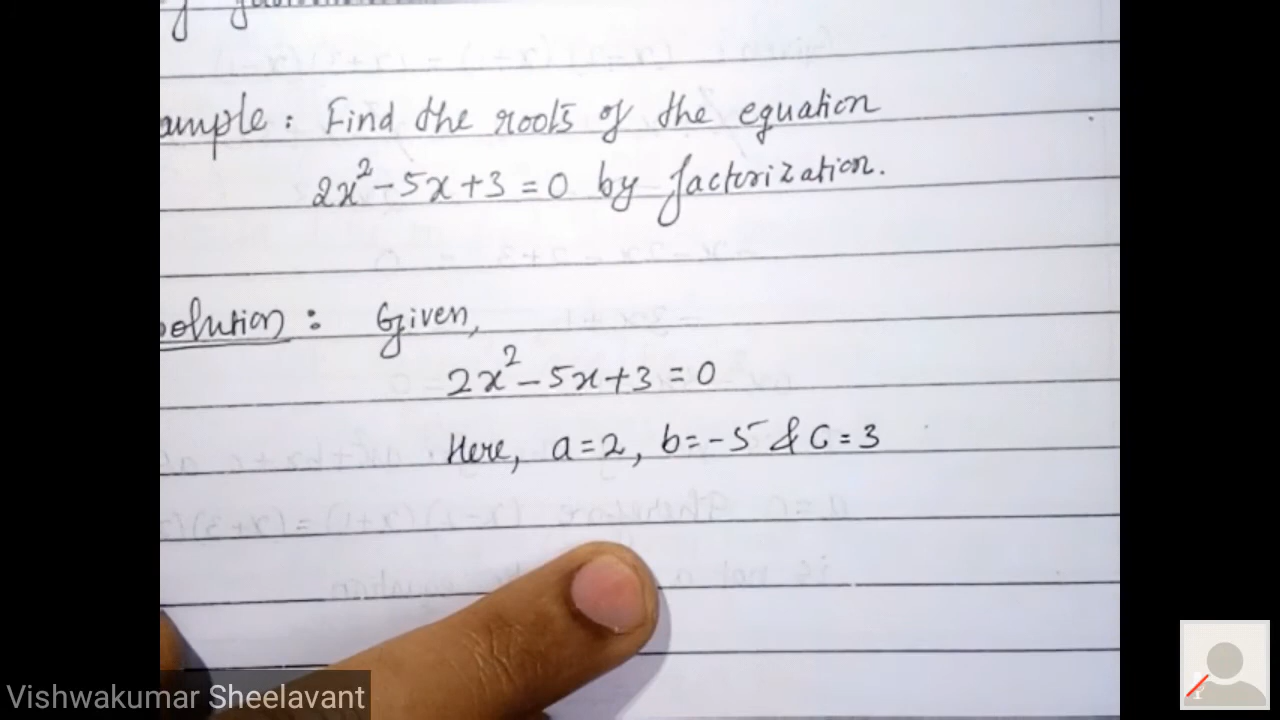 ample: Find the roots of the equation
2x²-5x+3=0 by factorization.
solution: Given,
2x²-5x+3=0
Here, a=2, b=-5 & C=3
Vishwakumar Sheelavant